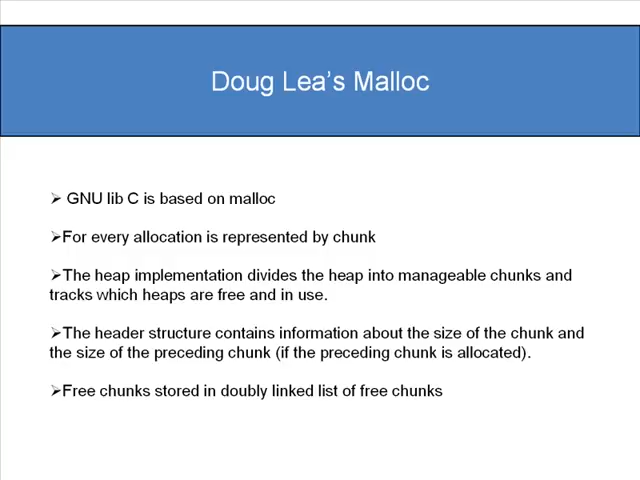 Doug Lea's Malloc
➢ GNU lib C is based on malloc
➢For every allocation is represented by chunk
➢The heap implementation divides the heap into manageable chunks and
tracks which heaps are free and in use.
➢The header structure contains information about the size of the chunk and
the size of the preceding chunk (if the preceding chunk is allocated).
➢Free chunks stored in doubly linked list of free chunks